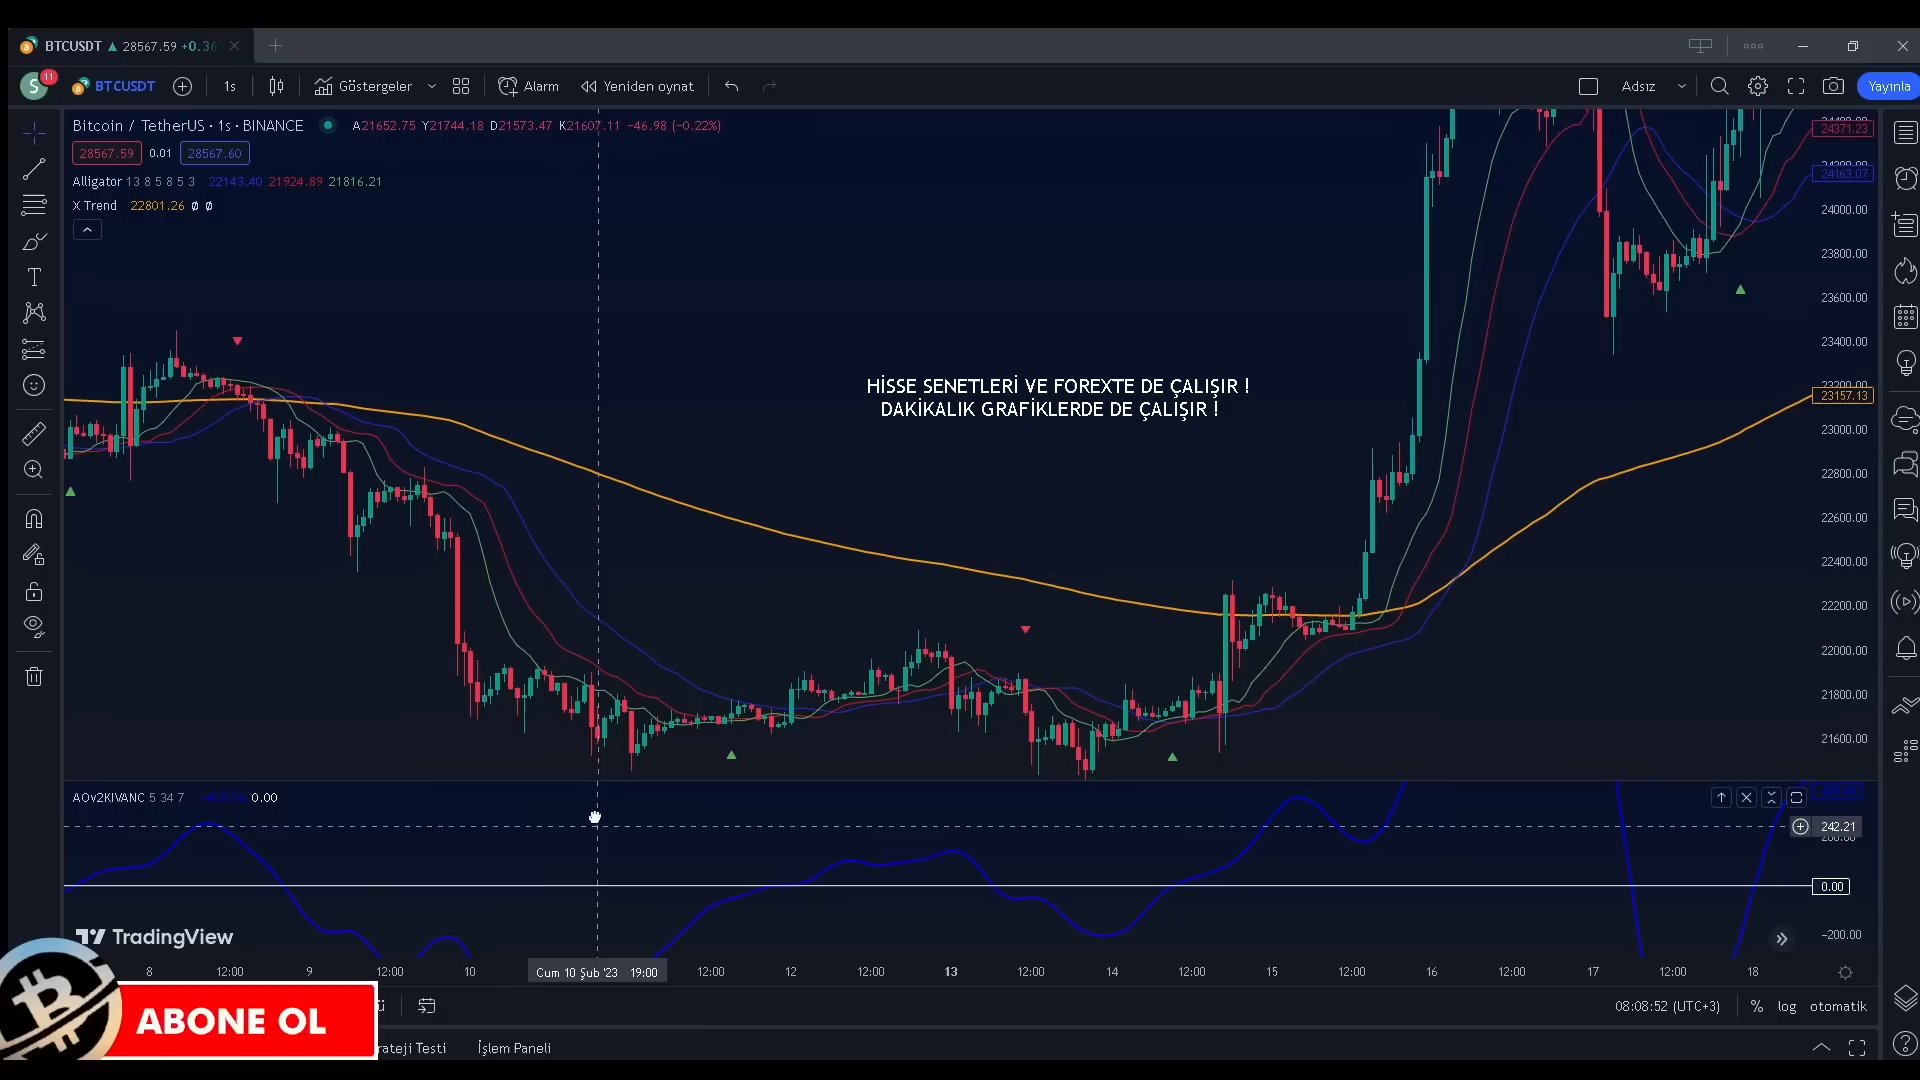 BTCUSDT ▲ 28567.59 +0.36
S 11 BTCUSDT 1s Göstergeler Alarm Yeniden oynat Adsız Yayınla
Bitcoin / TetherUS · 1s · BINANCE A21652.75 Y21744.18 D21573.47 K21607.11 −46.98 (−0.22%)
28567.59 0.01 28567.60
Alligator 13 8 5 8 5 3 22143.40 21924.89 21816.21
X Trend 22801.26 Ø Ø
24371.23
24163.07
24000.00
23800.00
23600.00
23400.00
23200.00
23157.13
23000.00
22800.00
22600.00
22400.00
22200.00
22000.00
21800.00
21600.00
HİSSE SENETLERİ VE FOREXTE DE ÇALIŞIR !
DAKİKALIK GRAFİKLERDE DE ÇALIŞIR !
AOv2KIVANC 5 34 7 0.00
242.21
0.00
−200.00
TradingView
8 12:00 9 12:00 10 Cum 10 Şub '23 19:00 12:00 12 12:00 13 12:00 14 12:00 15 12:00 16 12:00 17 12:00 18
08:08:52 (UTC+3) % log otomatik
ABONE OL
rateji Testi İşlem Paneli